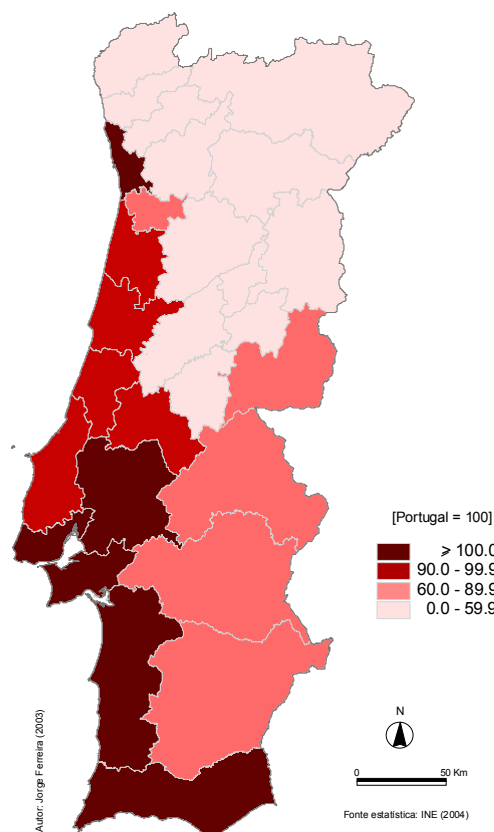 [Portugal = 100]
> 100.0
90.0 - 99.9
60.0 - 89.9
0.0 - 59.9
N
0 50 Km
Autor: Jorge Ferreira (2003)
Fonte estatística: INE (2004)